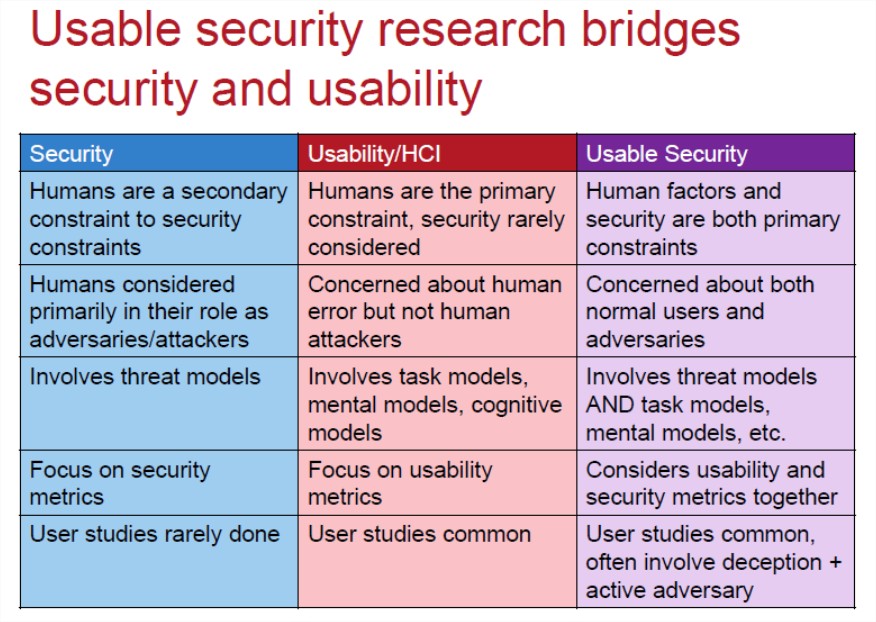 Usable security research bridges
security and usability
Security
Usability/HCI
Usable Security
Humans are a secondary
constraint to security
constraints
Humans are the primary
constraint, security rarely
considered
Human factors and
security are both primary
constraints
Humans considered
primarily in their role as
adversaries/attackers
Concerned about human
error but not human
attackers
Concerned about both
normal users and
adversaries
Involves threat models
Involves task models,
mental models, cognitive
models
Involves threat models
AND task models,
mental models, etc.
Focus on security
metrics
Focus on usability
metrics
Considers usability and
security metrics together
User studies rarely done
User studies common
User studies common,
often involve deception +
active adversary